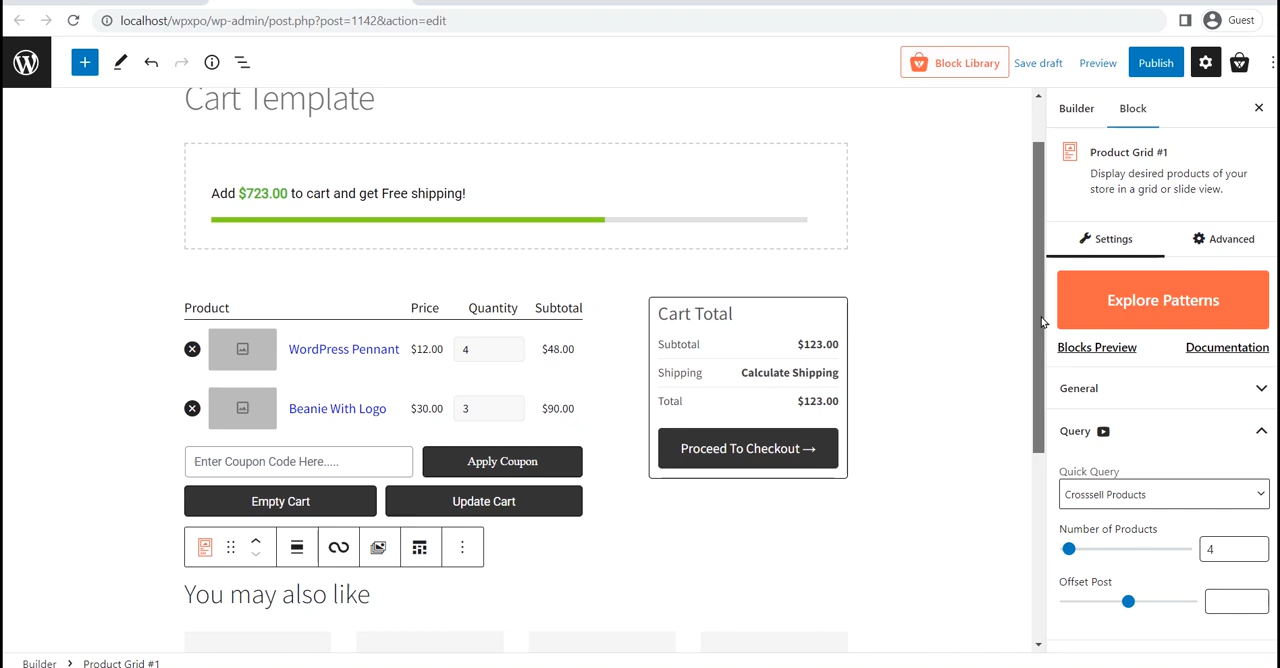 localhost/wpxpo/wp-admin/post.php?post=1142&action=edit
Guest
Block Library
Save draft
Preview
Publish
Cart Template
Builder
Block
Product Grid #1
Display desired products of your
store in a grid or slide view.
Add $723.00 to cart and get Free shipping!
Settings
Advanced
Explore Patterns
Blocks Preview
Documentation
Product Price Quantity Subtotal
WordPress Pennant $12.00 4 $48.00
Beanie With Logo $30.00 3 $90.00
Cart Total
Subtotal $123.00
Shipping Calculate Shipping
Total $123.00
Proceed To Checkout →
Enter Coupon Code Here.....
Apply Coupon
Empty Cart
Update Cart
General
Query
Quick Query
Crosssell Products
Number of Products
4
Offset Post
You may also like
Builder > Product Grid #1